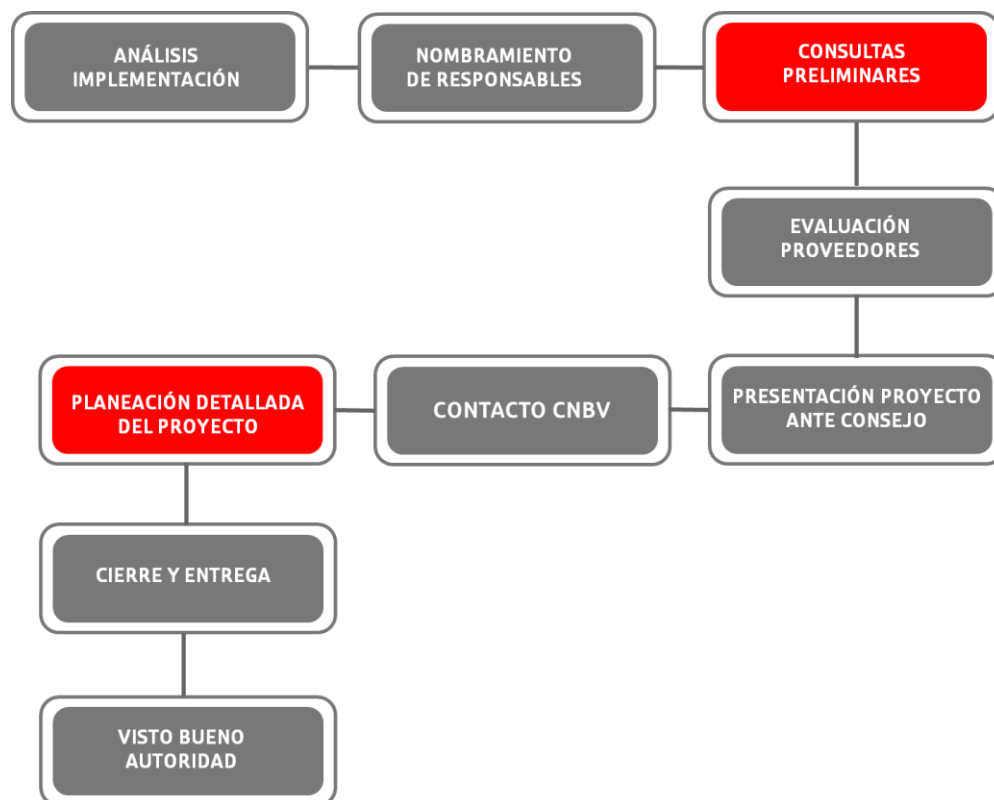 ANÁLISIS
IMPLEMENTACIÓN
NOMBRAMIENTO
DE RESPONSABLES
CONSULTAS
PRELIMINARES
EVALUACIÓN
PROVEEDORES
PRESENTACIÓN PROYECTO
ANTE CONSEJO
CONTACTO CNBV
PLANEACIÓN DETALLADA
DEL PROYECTO
CIERRE Y ENTREGA
VISTO BUENO
AUTORIDAD